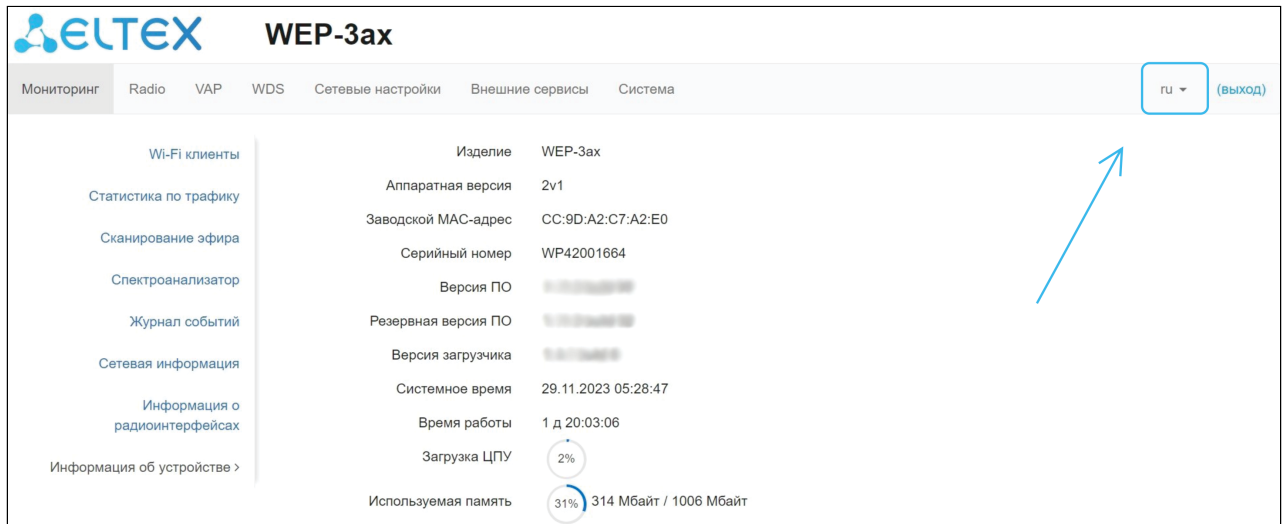 ELTEX WEP-3ax
Мониторинг Radio VAP WDS Сетевые настройки Внешние сервисы Система ru (выход)
Wi-Fi клиенты
Статистика по трафику
Сканирование эфира
Спектроанализатор
Журнал событий
Сетевая информация
Информация о
радиоинтерфейсах
Информация об устройстве >
Изделие WEP-3ax
Аппаратная версия 2v1
Заводской MAC-адрес CC:9D:A2:C7:A2:E0
Серийный номер WP42001664
Версия ПО
Резервная версия ПО
Версия загрузчика
Системное время 29.11.2023 05:28:47
Время работы 1 д 20:03:06
Загрузка ЦПУ 2%
Используемая память 31% 314 Мбайт / 1006 Мбайт